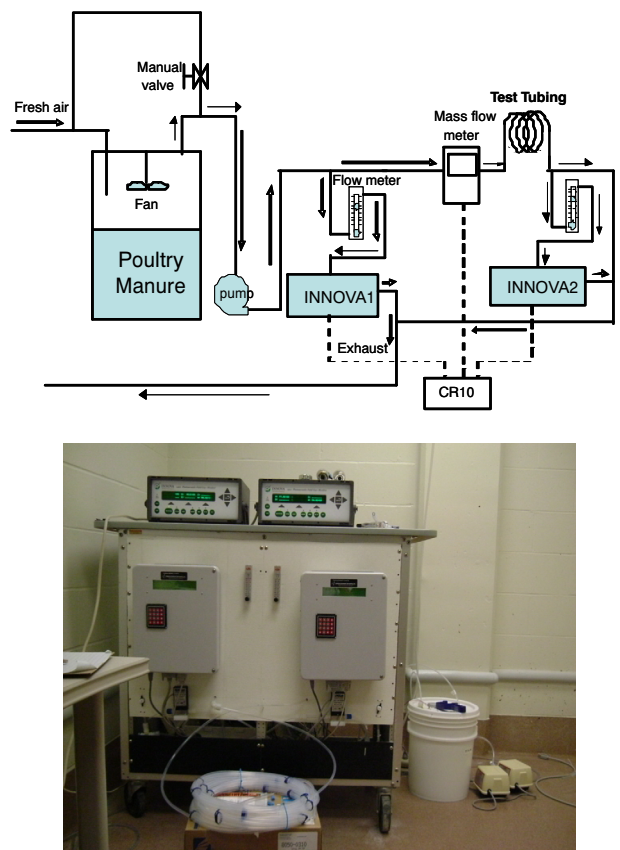 Manual
valve
Fresh air
Test Tubing
Mass flow
meter
Flow meter
Fan
Poultry
Manure
pump
INNOVA1
INNOVA2
Exhaust
CR10